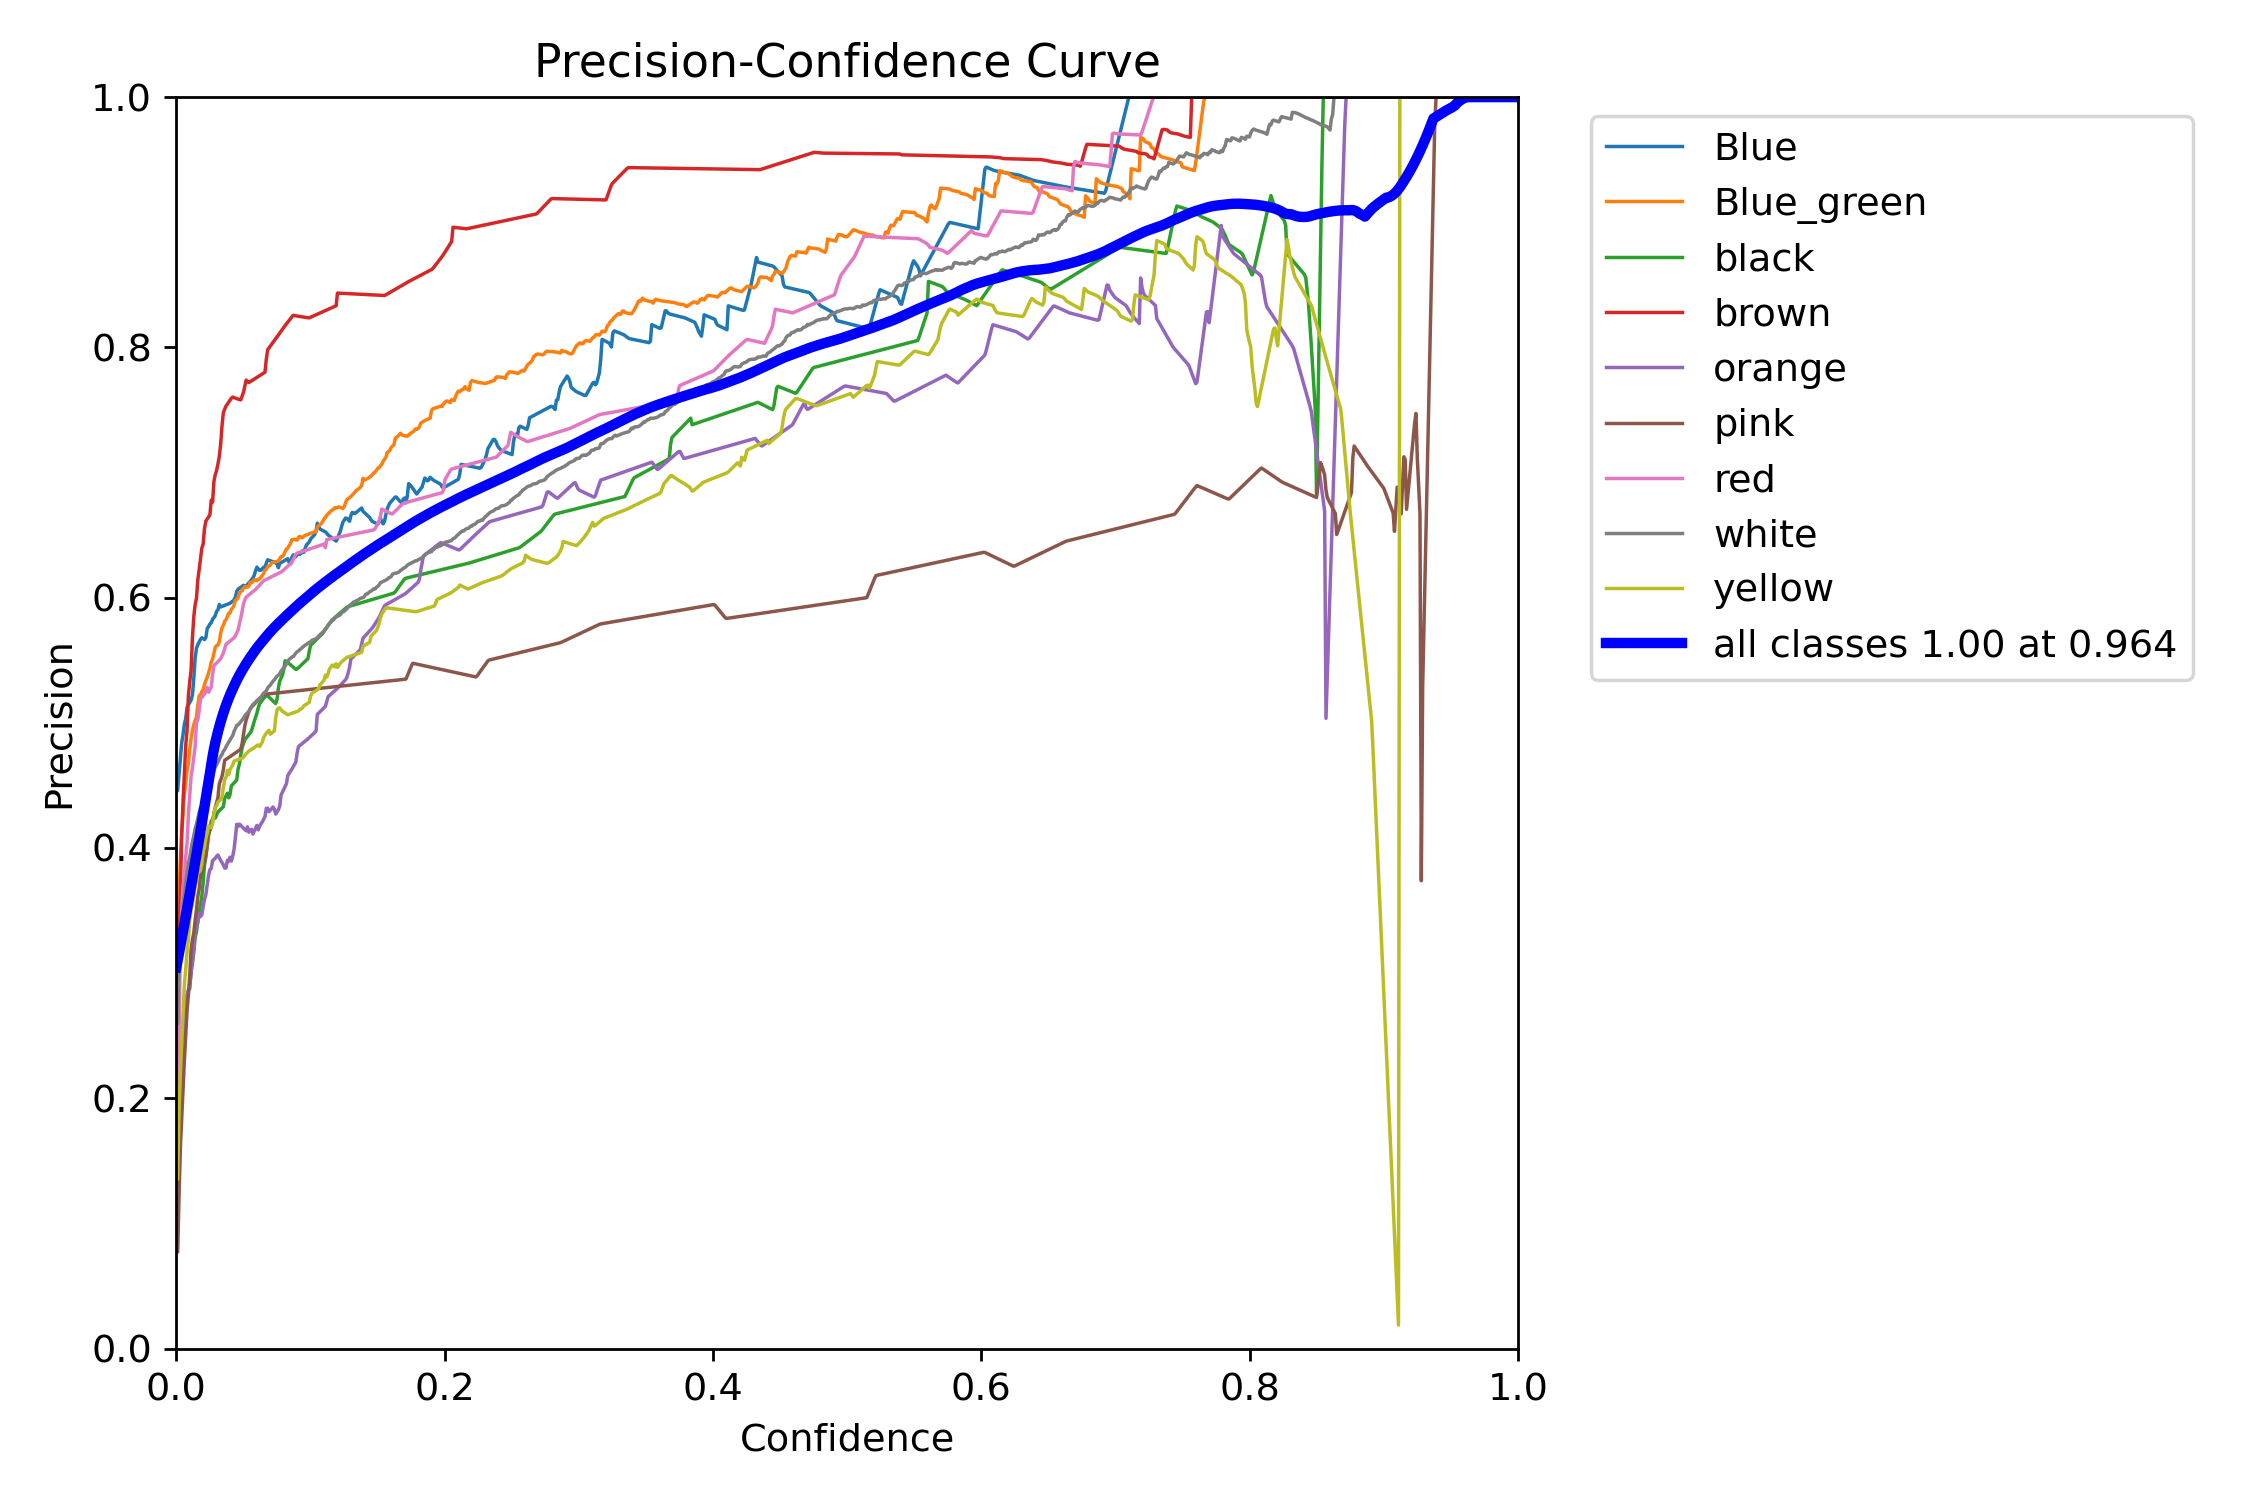 Precision-Confidence Curve
1.0
0.8
0.6
0.4
0.2
0.0
Precision
0.0 0.2 0.4 0.6 0.8 1.0
Confidence
Blue
Blue_green
black
brown
orange
pink
red
white
yellow
all classes 1.00 at 0.964